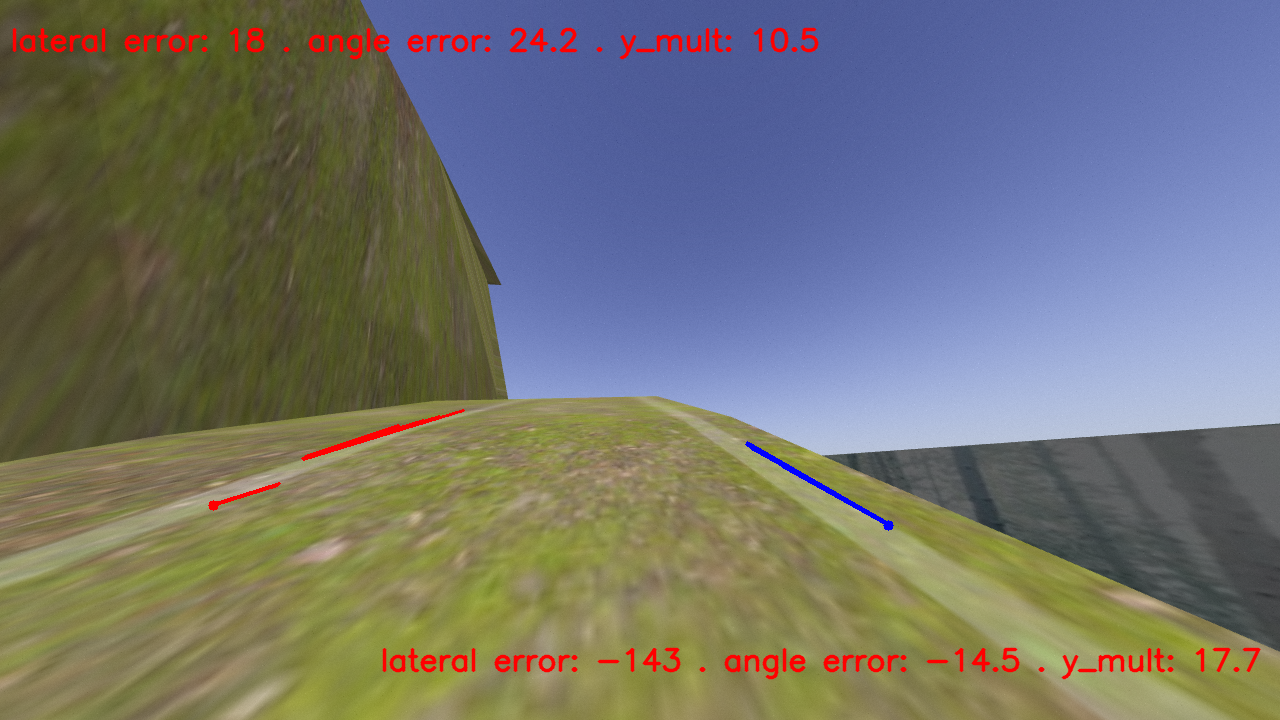 lateral error: 18 . angle error: 24.2 . y_mult: 10.5
lateral error: -143 . angle error: -14.5 . y_mult: 17.7